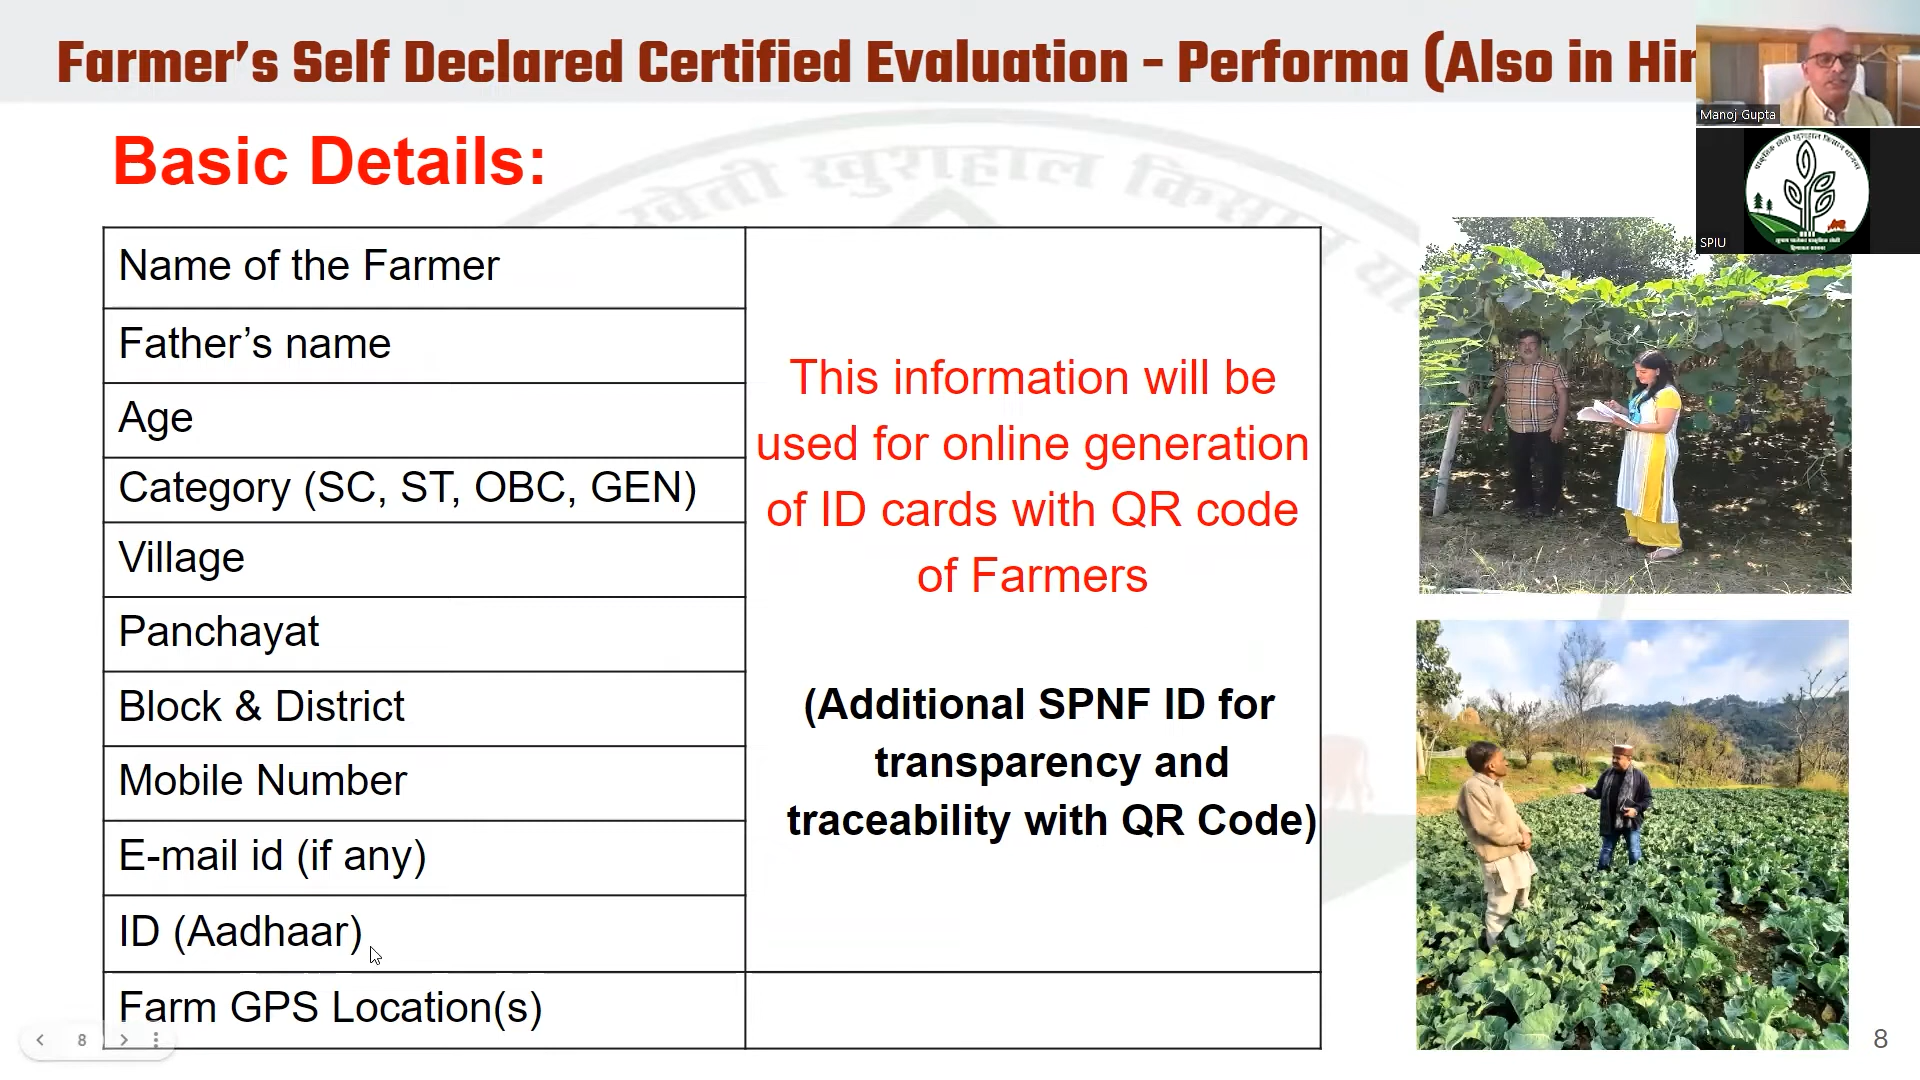 Farmer’s Self Declared Certified Evaluation - Performa (Also in Hin
Manoj Gupta
SPIU
Basic Details:
खेती खुशहाल किसान
Name of the Farmer
Father’s name
Age
Category (SC, ST, OBC, GEN)
Village
Panchayat
Block & District
Mobile Number
E-mail id (if any)
ID (Aadhaar)
Farm GPS Location(s)
This information will be
used for online generation
of ID cards with QR code
of Farmers
(Additional SPNF ID for
transparency and
traceability with QR Code)
8
8